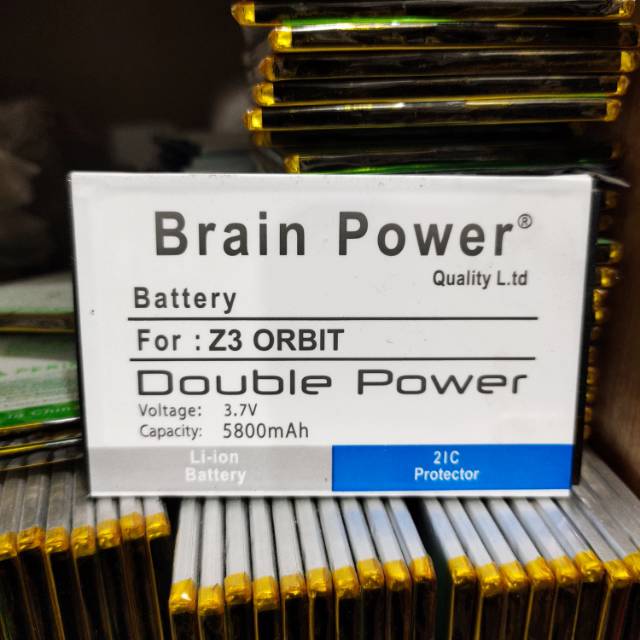 Brain Power®
Quality L.td
Battery
For : Z3 ORBIT
Double Power
Voltage: 3.7V
Capacity: 5800mAh
Li-ion
Battery
2IC
Protector